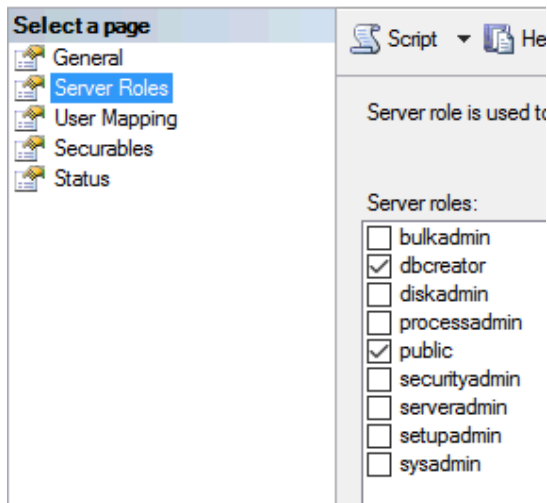 Select a page
General
Server Roles
User Mapping
Securables
Status
Script He
Server role is used to
Server roles:
bulkadmin
dbcreator
diskadmin
processadmin
public
securityadmin
serveradmin
setupadmin
sysadmin